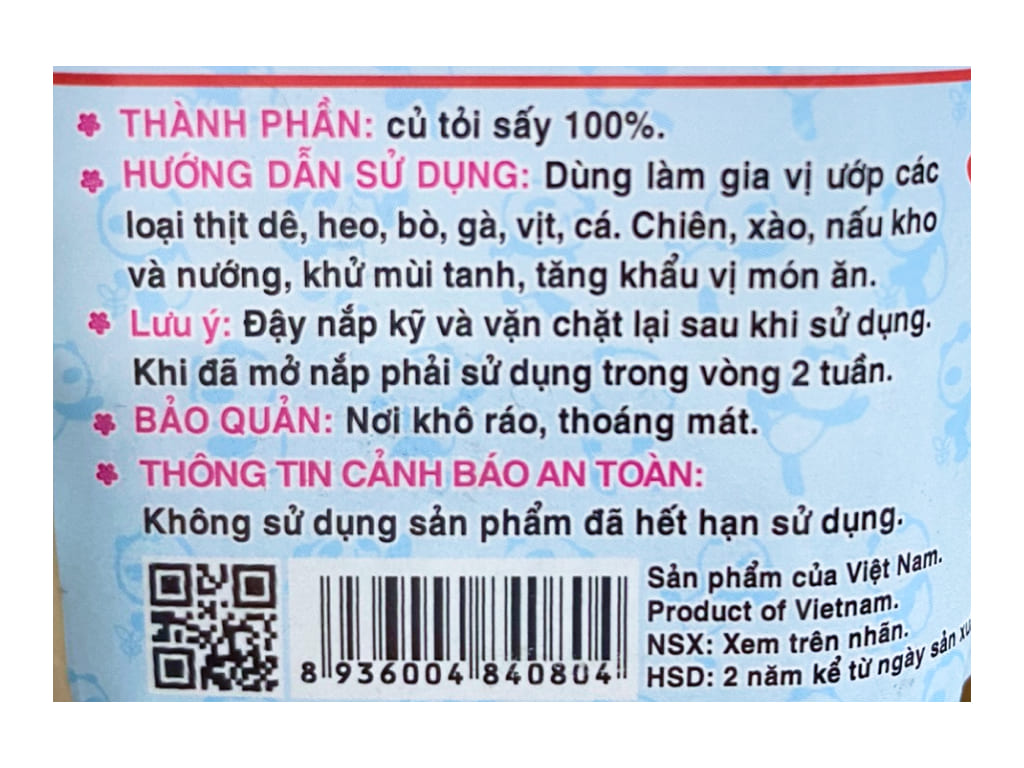 THÀNH PHẦN: củ tỏi sấy 100%.
HƯỚNG DẪN SỬ DỤNG: Dùng làm gia vị ướp các
loại thịt dê, heo, bò, gà, vịt, cá. Chiên, xào, nấu kho
và nướng, khử mùi tanh, tăng khẩu vị món ăn.
Lưu ý: Đậy nắp kỹ và vặn chặt lại sau khi sử dụng.
Khi đã mở nắp phải sử dụng trong vòng 2 tuần.
BẢO QUẢN: Nơi khô ráo, thoáng mát.
THÔNG TIN CẢNH BÁO AN TOÀN:
Không sử dụng sản phẩm đã hết hạn sử dụng.
Sản phẩm của Việt Nam.
Product of Vietnam.
NSX: Xem trên nhãn.
HSD: 2 năm kể từ ngày sản
8 936004 840804